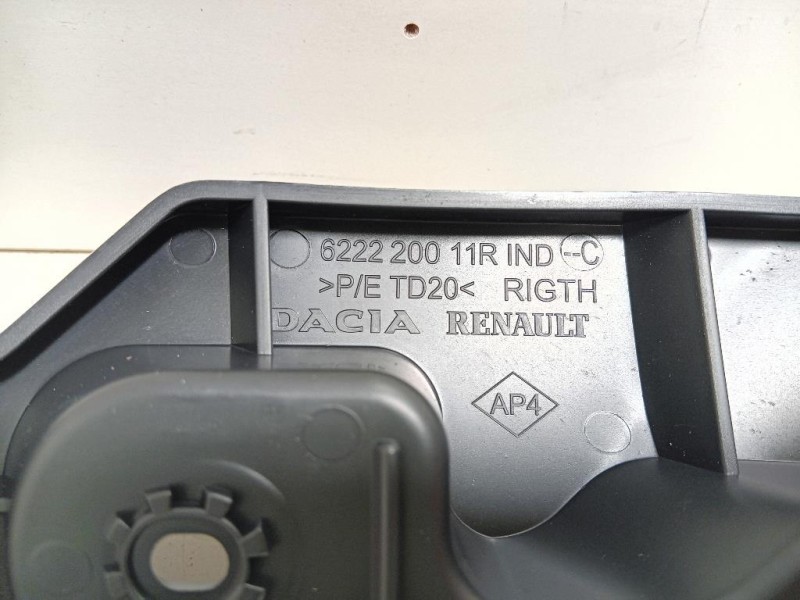 6222 200 11R IND --C
>P/E TD20< RIGTH
DACIA RENAULT
AP4